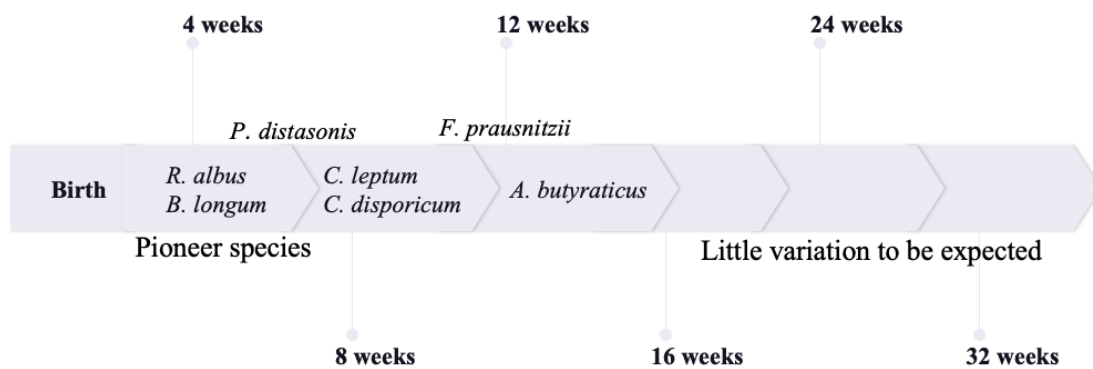 4 weeks
12 weeks
24 weeks
P. distasonis
F. prausnitzii
Birth
R. albus
B. longum
C. leptum
C. disporicum
A. butyraticus
Pioneer species
Little variation to be expected
8 weeks
16 weeks
32 weeks